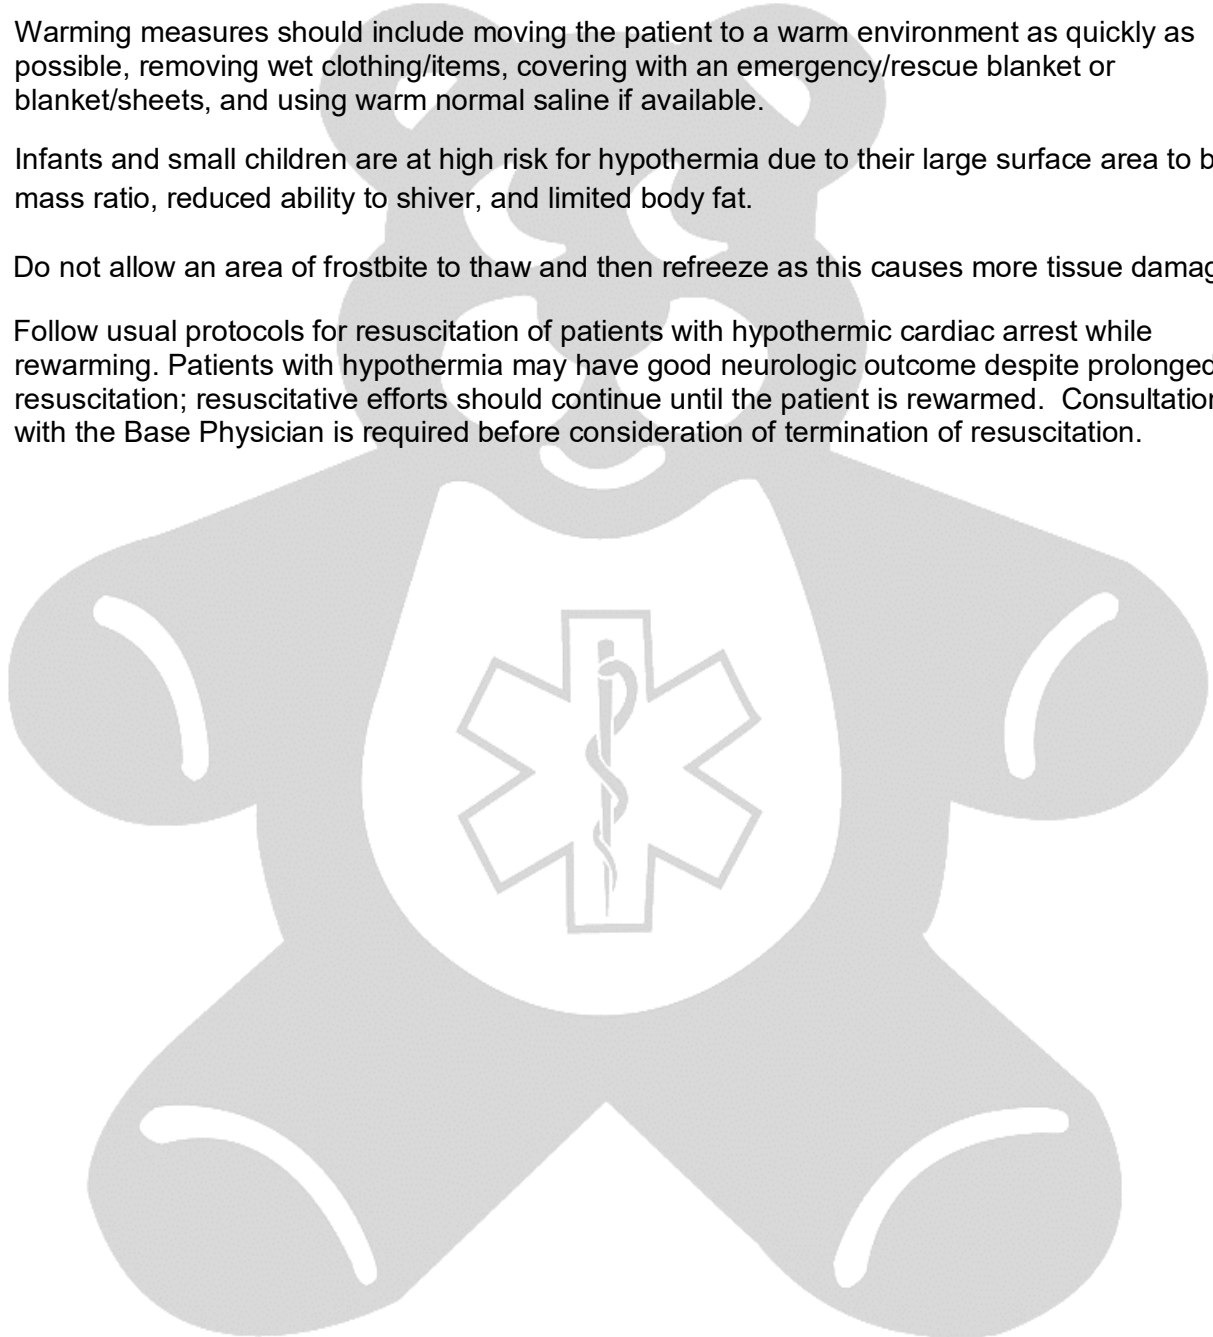 Warming measures should include moving the patient to a warm environment as quickly as
possible, removing wet clothing/items, covering with an emergency/rescue blanket or
blanket/sheets, and using warm normal saline if available.
Infants and small children are at high risk for hypothermia due to their large surface area to
mass ratio, reduced ability to shiver, and limited body fat.
Do not allow an area of frostbite to thaw and then refreeze as this causes more tissue
Follow usual protocols for resuscitation of patients with hypothermic cardiac arrest while
rewarming. Patients with hypothermia may have good neurologic outcome despite prolonged
resuscitation; resuscitative efforts should continue until the patient is rewarmed.  Consultation
with the Base Physician is required before consideration of termination of resuscitation.